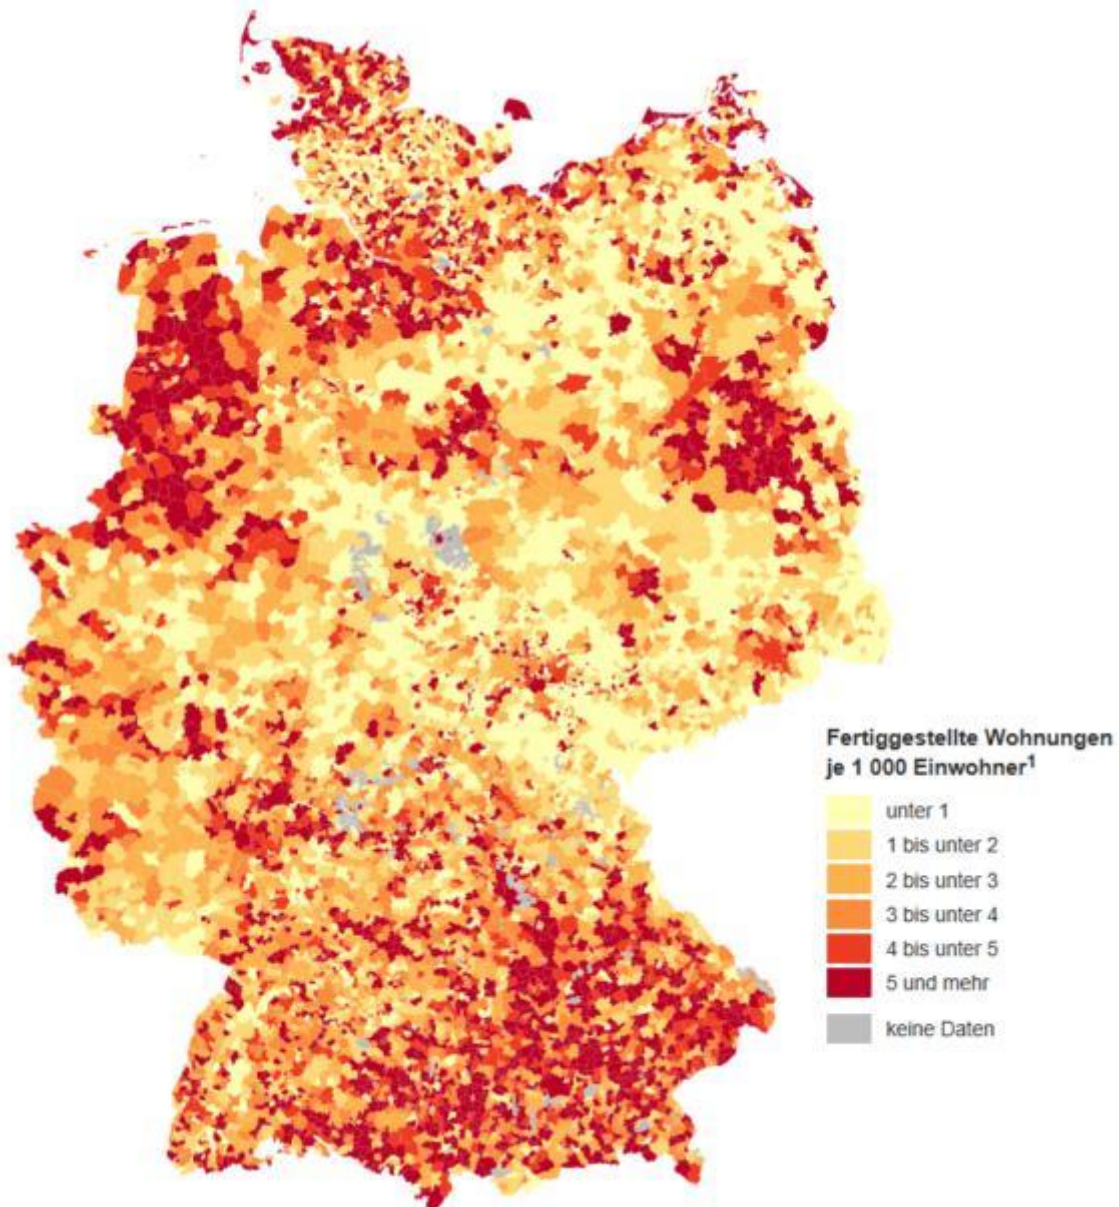 Fertiggestellte Wohnungen
je 1 000 Einwohner¹
unter 1
1 bis unter 2
2 bis unter 3
3 bis unter 4
4 bis unter 5
5 und mehr
keine Daten